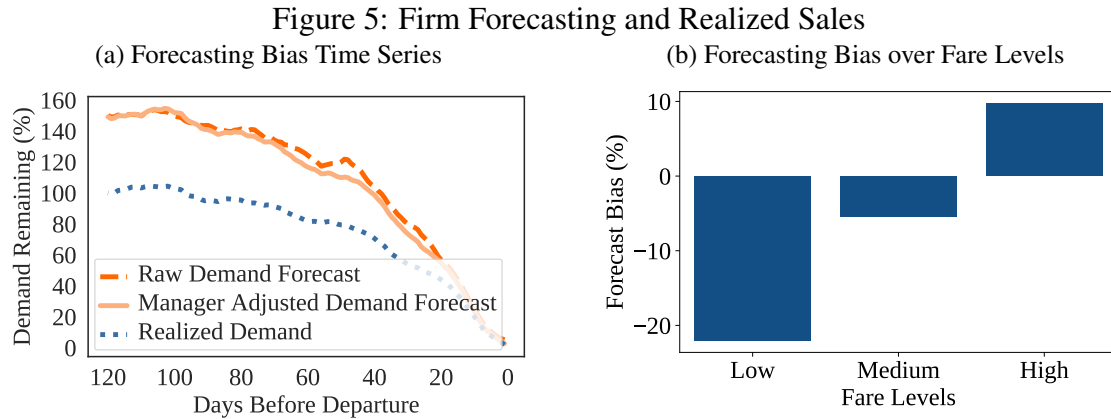 Figure 5: Firm Forecasting and Realized Sales
(a) Forecasting Bias Time Series
Demand Remaining (%)
160
140
120
100
80
60
40
20
0
Raw Demand Forecast
Manager Adjusted Demand Forecast
Realized Demand
120 100 80 60 40 20 0
Days Before Departure
(b) Forecasting Bias over Fare Levels
Forecast Bias (%)
10
0
−10
−20
Low Medium High
Fare Levels